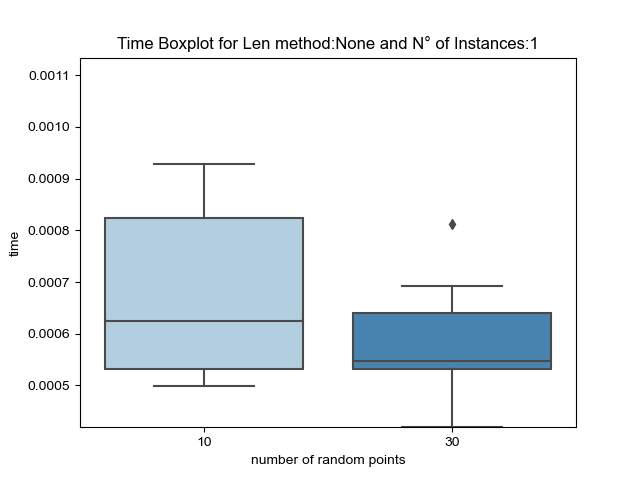 Time Boxplot for Len method:None and N° of Instances:1
0.0011
0.0010
0.0009
0.0008
0.0007
0.0006
0.0005
time
10 30
number of random points